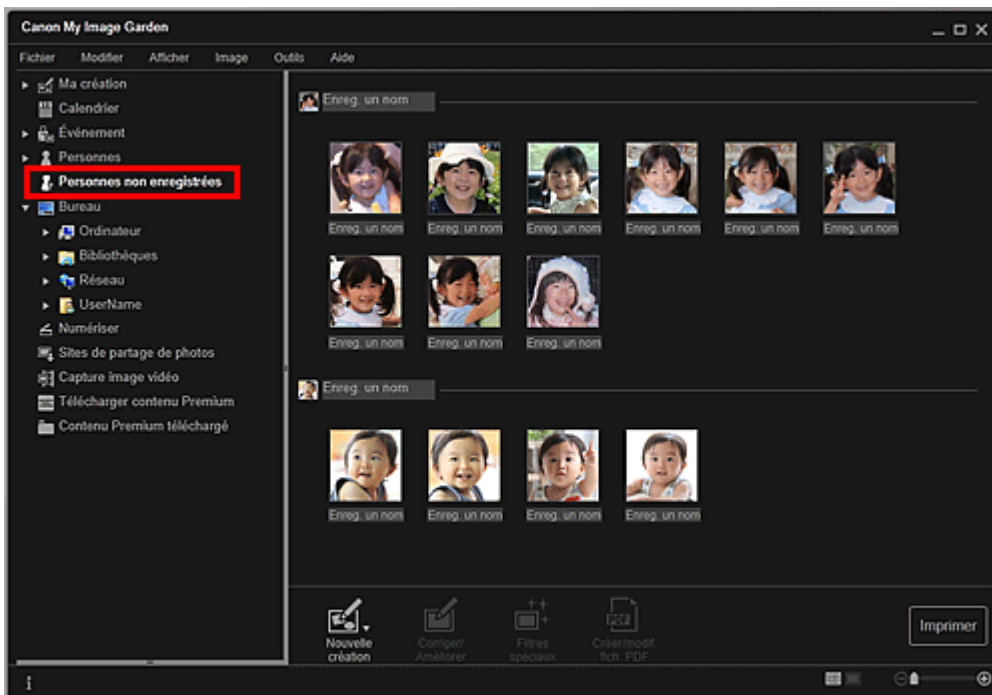 Canon My Image Garden
Fichier Modifier Afficher Image Outils Aide
Ma création
Calendrier
Événement
Personnes
Personnes non enregistrées
Bureau
Ordinateur
Bibliothèques
Réseau
UserName
Numériser
Sites de partage de photos
Capture image vidéo
Télécharger contenu Premium
Contenu Premium téléchargé
Enreg. un nom
Enreg. un nom Enreg. un nom Enreg. un nom Enreg. un nom Enreg. un nom Enreg. un nom
Enreg. un nom Enreg. un nom Enreg. un nom
Enreg. un nom
Enreg. un nom Enreg. un nom Enreg. un nom Enreg. un nom
Nouvelle
création
Corriger/
Améliorer
Filtres
spéciaux
PDF
Créer/modif.
fich. PDF
Imprimer